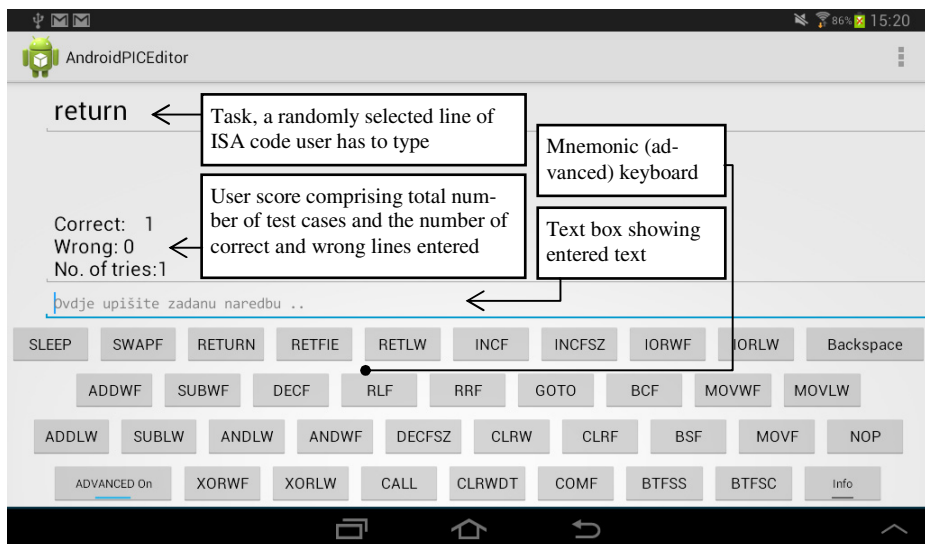 86% 15:20
AndroidPICEditor
return
Task, a randomly selected line of
ISA code user has to type
Mnemonic (ad-
vanced) keyboard
User score comprising total num-
ber of test cases and the number of
correct and wrong lines entered
Text box showing
entered text
Correct: 1
Wrong: 0
No. of tries:1
Ovdje upišite zadanu naredbu ..
SLEEP SWAPF RETURN RETFIE RETLW INCF INCFSZ IORWF IORLW Backspace
ADDWF SUBWF DECF RLF RRF GOTO BCF MOVWF MOVLW
ADDLW SUBLW ANDLW ANDWF DECFSZ CLRW CLRF BSF MOVF NOP
ADVANCED On XORWF XORLW CALL CLRWDT COMF BTFSS BTFSC Info